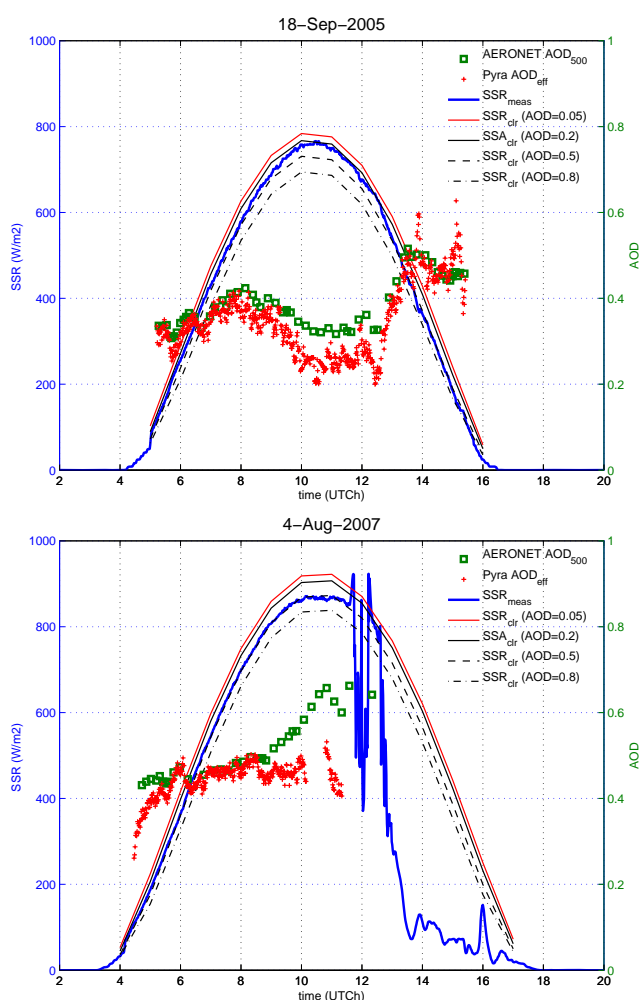 18-Sep-2005
1000
800
600
400
200
0
SSR (W/m2)
1
0.8
0.6
0.4
0.2
0
AOD
AERONET AOD500
Pyra AODeff
SSRmeas
SSRclr (AOD=0.05)
SSAclr (AOD=0.2)
SSRclr (AOD=0.5)
SSRclr (AOD=0.8)
2 4 6 8 10 12 14 16 18 20
time (UTCh)
4-Aug-2007
1000
800
600
400
200
0
SSR (W/m2)
1
0.8
0.6
0.4
0.2
0
AOD
AERONET AOD500
Pyra AODeff
SSRmeas
SSRclr (AOD=0.05)
SSAclr (AOD=0.2)
SSRclr (AOD=0.5)
SSRclr (AOD=0.8)
2 4 6 8 10 12 14 16 18 20
time (UTCh)